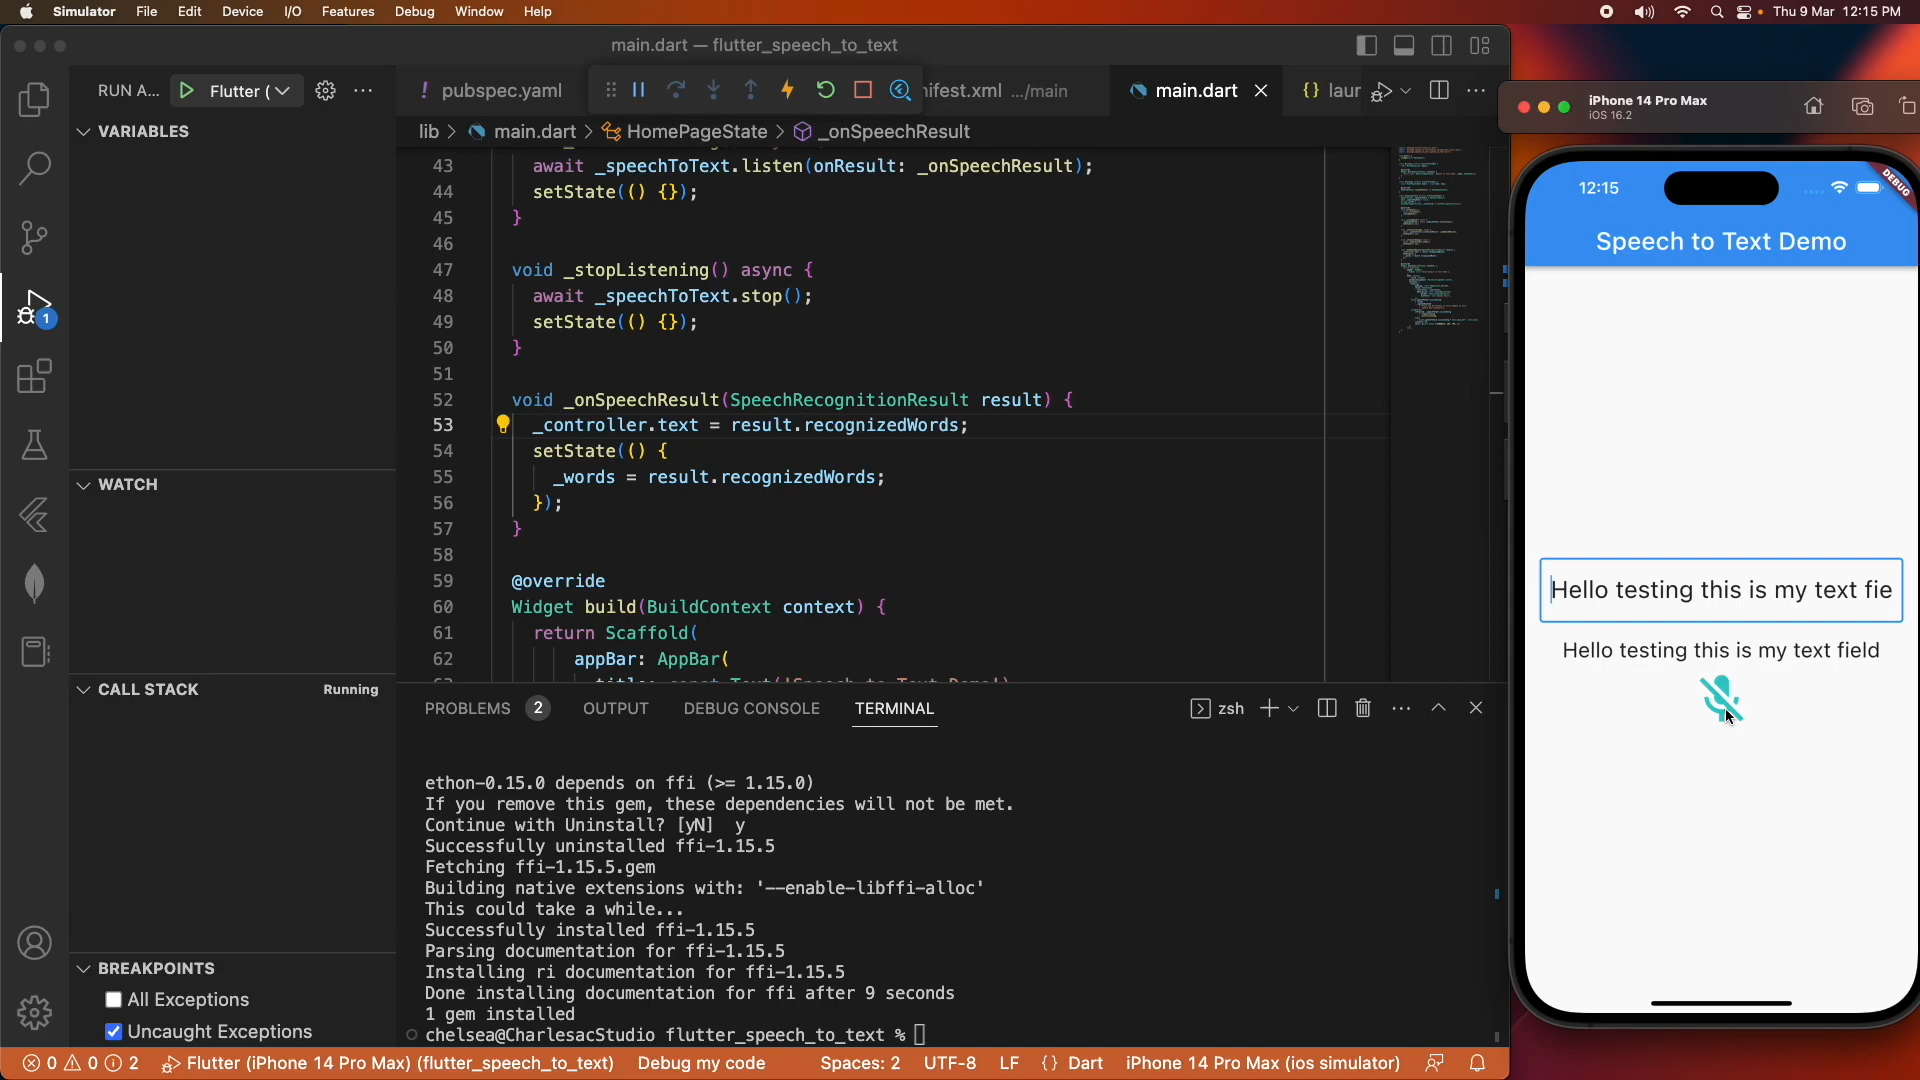 Simulator File Edit Device I/O Features Debug Window Help Thu 9 Mar 12:15 PM
main.dart — flutter_speech_to_text
RUN A... Flutter (
! pubspec.yaml ifest.xml .../main main.dart {} laur
iPhone 14 Pro Max
iOS 16.2
lib > main.dart > HomePageState > _onSpeechResult
VARIABLES
WATCH
CALL STACK Running
BREAKPOINTS
All Exceptions
Uncaught Exceptions
1
43 await _speechToText.listen(onResult: _onSpeechResult);
44 setState(() {});
45 }
46
47 void _stopListening() async {
48 await _speechToText.stop();
49 setState(() {});
50 }
51
52 void _onSpeechResult(SpeechRecognitionResult result) {
53 _controller.text = result.recognizedWords;
54 setState(() {
55 _words = result.recognizedWords;
56 });
57 }
58
59 @override
60 Widget build(BuildContext context) {
61 return Scaffold(
62 appBar: AppBar(
PROBLEMS 2 OUTPUT DEBUG CONSOLE TERMINAL zsh
ethon-0.15.0 depends on ffi (>= 1.15.0)
If you remove this gem, these dependencies will not be met.
Continue with Uninstall? [yN] y
Successfully uninstalled ffi-1.15.5
Fetching ffi-1.15.5.gem
Building native extensions with: '--enable-libffi-alloc'
This could take a while...
Successfully installed ffi-1.15.5
Parsing documentation for ffi-1.15.5
Installing ri documentation for ffi-1.15.5
Done installing documentation for ffi after 9 seconds
1 gem installed
chelsea@CharlesacStudio flutter_speech_to_text %
0 0 2 Flutter (iPhone 14 Pro Max) (flutter_speech_to_text) Debug my code Spaces: 2 UTF-8 LF {} Dart iPhone 14 Pro Max (ios simulator)
12:15
DEBUG
Speech to Text Demo
Hello testing this is my text fie
Hello testing this is my text field